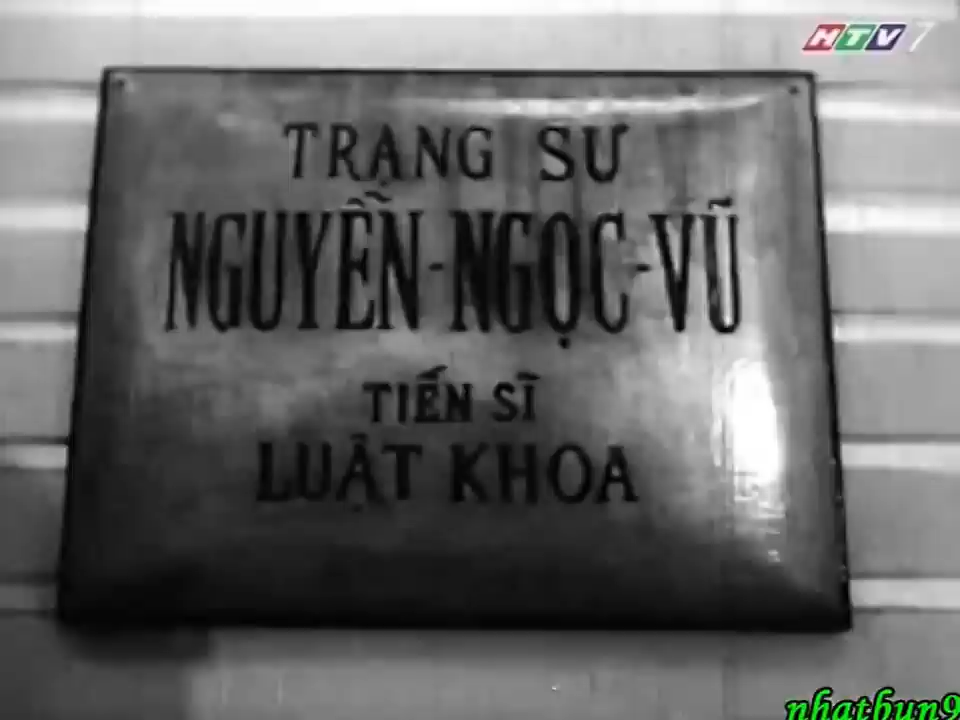 HTV7
TRẠNG SƯ
NGUYỄN-NGỌC-VŨ
TIẾN SĨ
LUẬT KHOA
nhatbun9